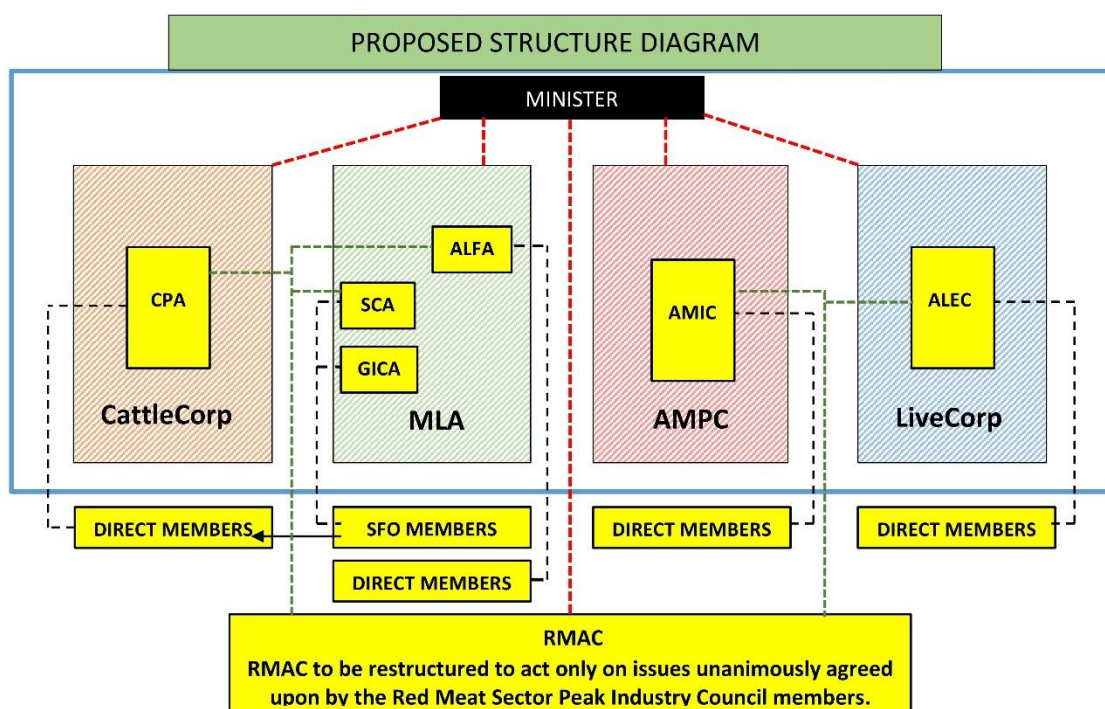 PROPOSED STRUCTURE DIAGRAM
MINISTER
ALFA
CPA
SCA
AMIC
ALEC
GICA
CattleCorp
MLA
AMPC
LiveCorp
DIRECT MEMBERS
SFO MEMBERS
DIRECT MEMBERS
DIRECT MEMBERS
DIRECT MEMBERS
RMAC
RMAC to be restructured to act only on issues unanimously agreed
upon by the Red Meat Sector Peak Industry Council members.